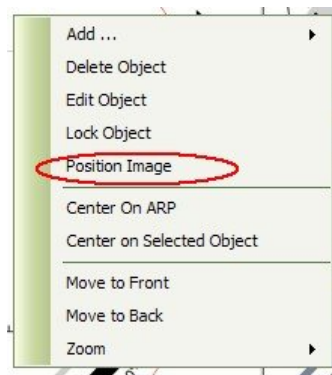 Add ...
Delete Object
Edit Object
Lock Object
Position Image
Center On ARP
Center on Selected Object
Move to Front
Move to Back
Zoom